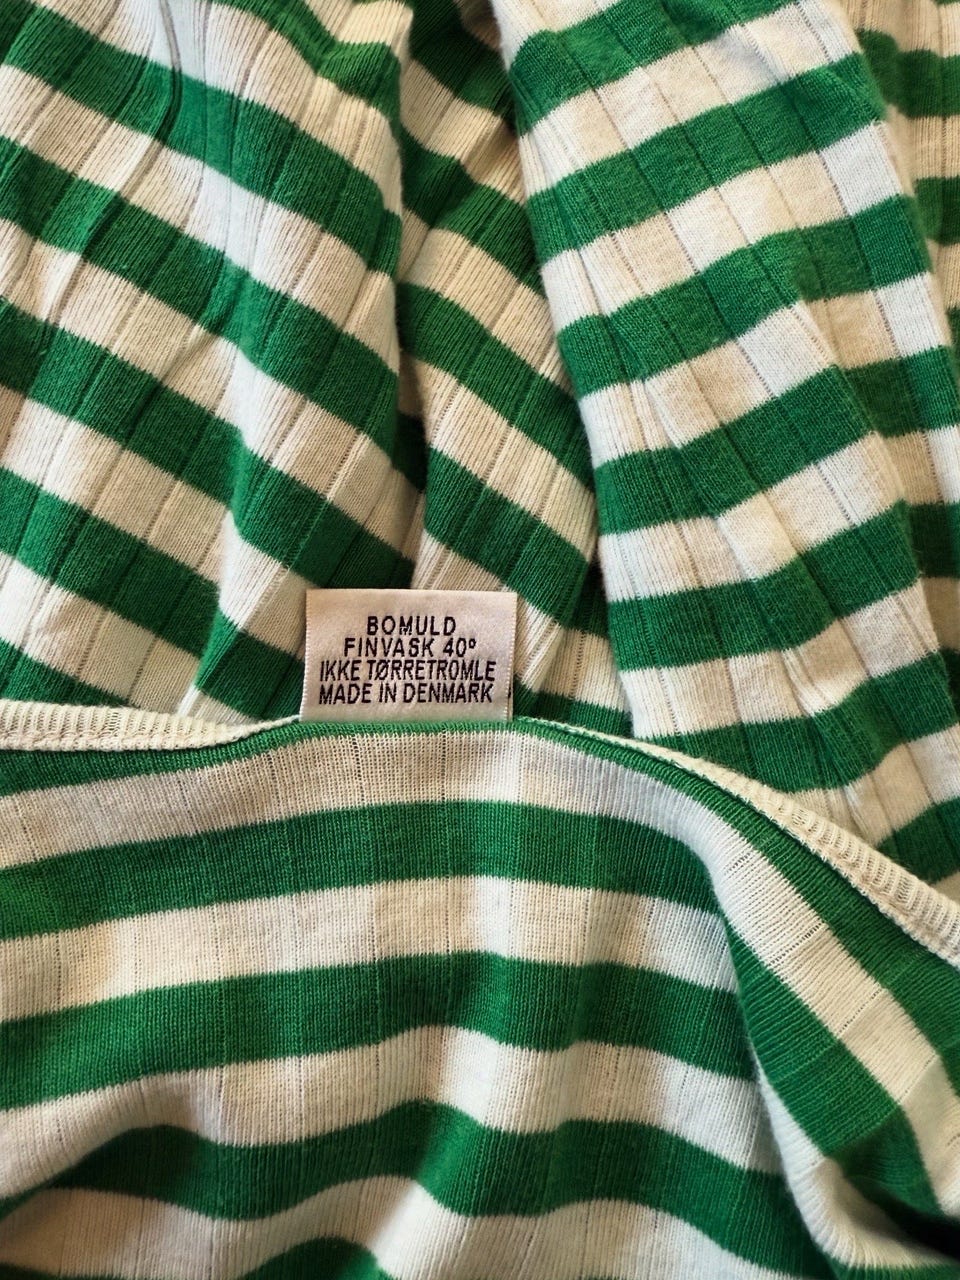 BOMULD
FINVASK 40°
IKKE TØRRETROMLE
MADE IN DENMARK